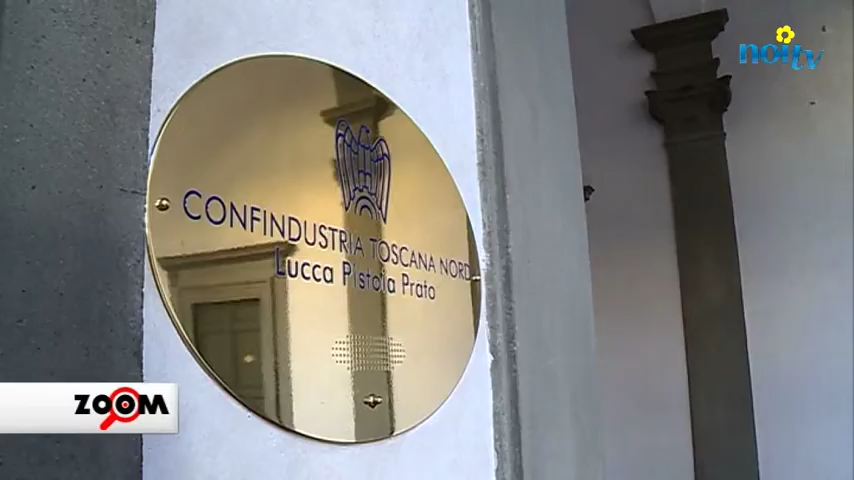 noitv
CONFINDUSTRIA TOSCANA NORD
Lucca Pistoia Prato
ZOOM